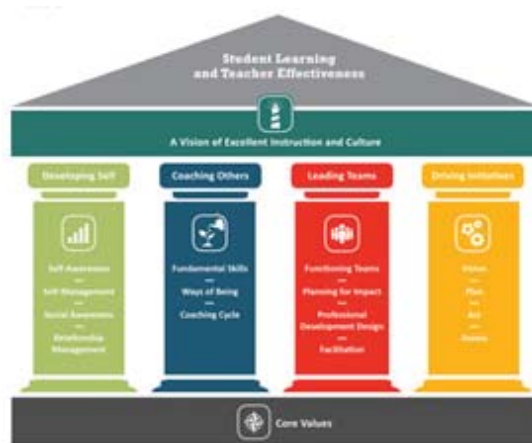 Student Learning
and Teacher Effectiveness
A Vision of Excellent Instruction and Culture
Developing Self
Coaching Others
Leading Teams
Driving Initiatives
Self-Awareness
Self-Management
Social Awareness
Relationship
Management
Fundamental Skills
Ways of Being
Coaching Cycle
Functioning Teams
Planning for Impact
Professional
Development Design
Facilitation
Vision
Plan
Act
Core Values